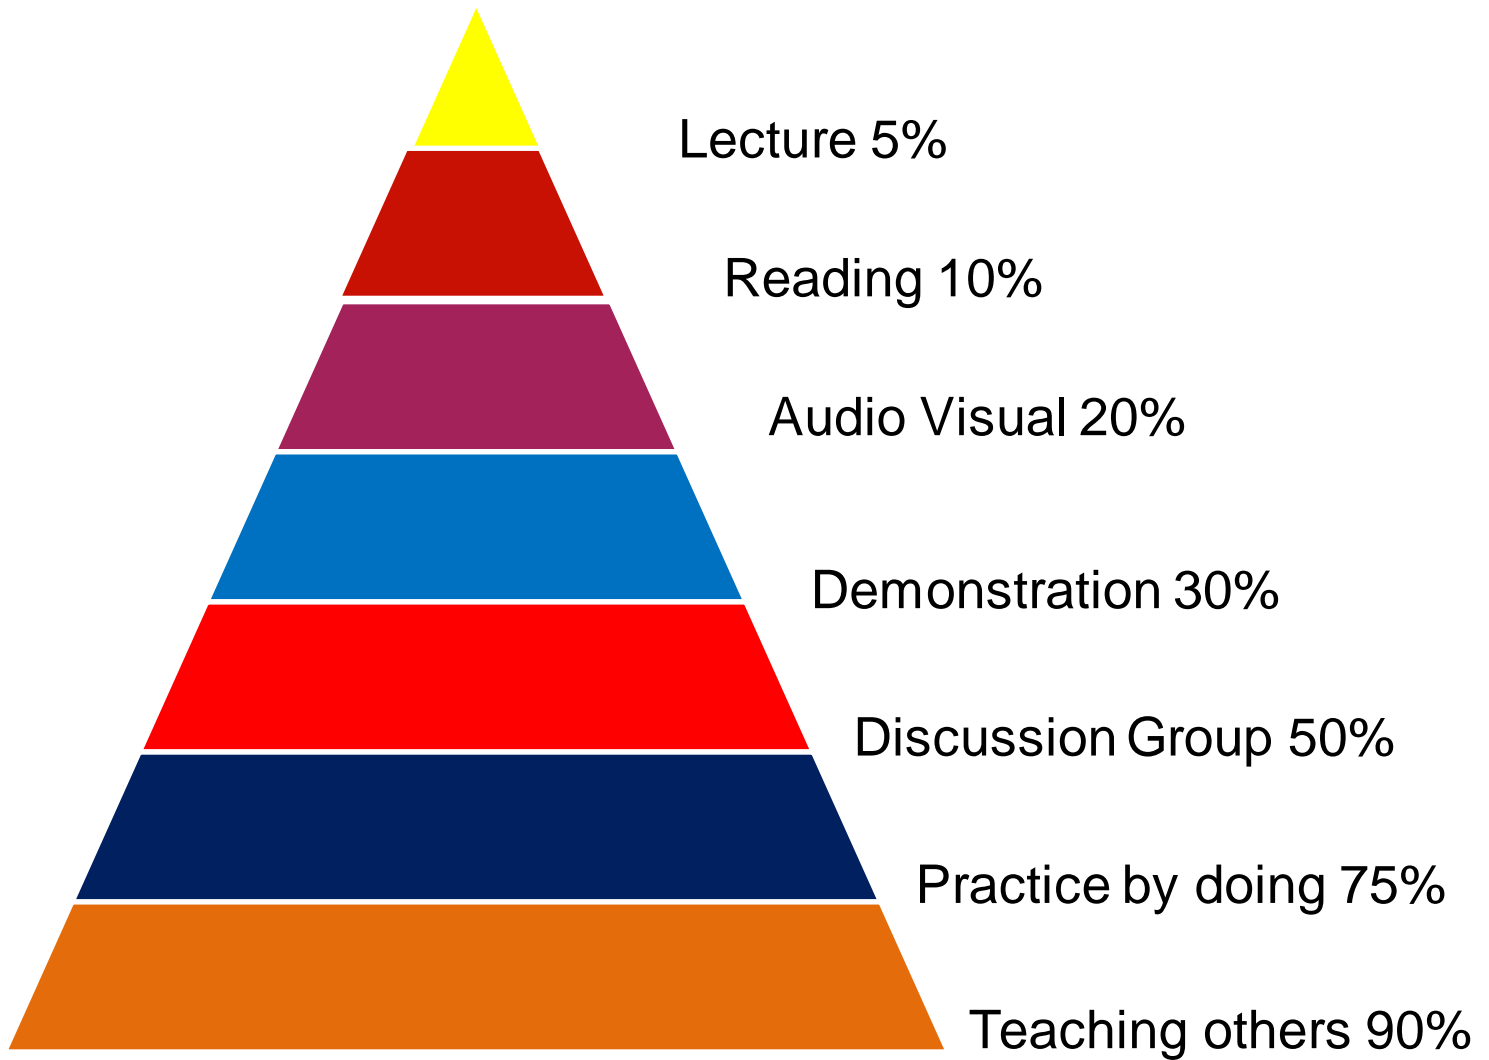 Lecture 5%
Reading 10%
Audio Visual 20%
Demonstration 30%
Discussion Group 50%
Practice by doing 75%
Teaching others 90%